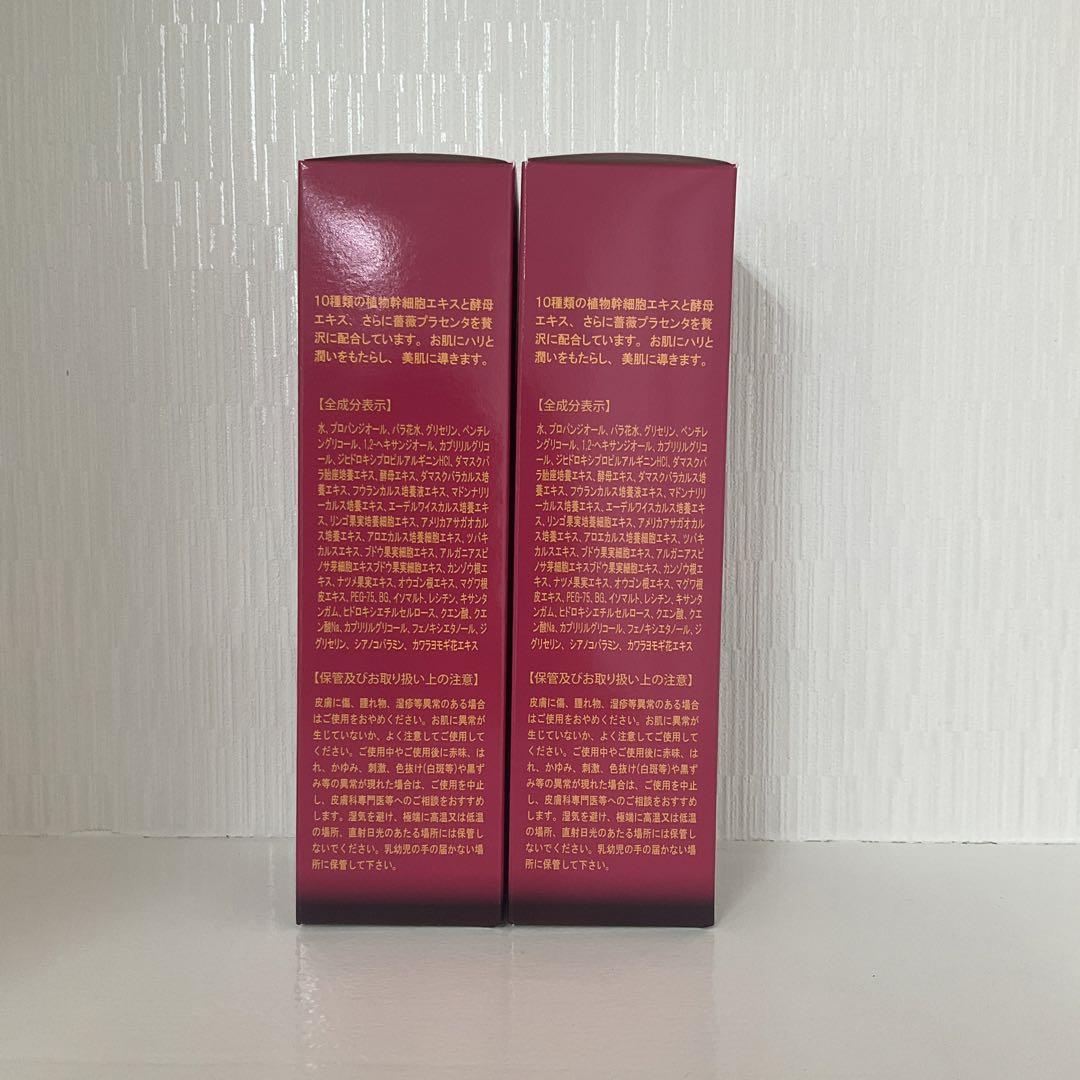 10種類の植物幹細胞エキスと酵母
エキス、さらに薔薇プラセンタを贅
沢に配合しています。お肌にハリと
潤いをもたらし、美肌に導きます。
【全成分表示】
水、プロパンジオール、バラ花水、グリセリン、ペンチレ
ングリコール、1,2-ヘキサンジオール、カプリリルグリコ
ール、ジヒドロキシプロピルアルギニンHCl、ダマスクバ
ラ胎座培養エキス、酵母エキス、ダマスクバラカルス培
養エキス、フウランカルス培養液エキス、マドンナリリ
ーカルス培養エキス、エーデルワイスカルス培養エキ
ス、リンゴ果実培養細胞エキス、アメリカアサガオカル
ス培養エキス、アロエカルス培養細胞エキス、ツバキ
カルスエキス、ブドウ果実細胞エキス、アルガニアスピ
ノサ芽細胞エキスブドウ果実細胞エキス、カンゾウ根エ
キス、ナツメ果実エキス、オウゴン根エキス、マグワ根
皮エキス、PEG-75、BG、イソマルト、レシチン、キサンタ
ンガム、ヒドロキシエチルセルロース、クエン酸、クエ
ン酸Na、カプリリルグリコール、フェノキシエタノール、ジ
グリセリン、シアノコバラミン、カワラヨモギ花エキス
【保管及びお取り扱い上の注意】
皮膚に傷、腫れ物、湿疹等異常のある場合
はご使用をおやめください。お肌に異常が
生じていないか、よく注意してご使用して
ください。ご使用中やご使用後に赤味、は
れ、かゆみ、刺激、色抜け(白斑等)や黒ず
み等の異常が現れた場合は、ご使用を中止
し、皮膚科専門医等へのご相談をおすすめ
します。湿気を避け、極端に高温又は低温
の場所、直射日光のあたる場所には保管し
ないでください。乳幼児の手の届かない場
所に保管して下さい。
10種類の植物幹細胞エキスと酵母
エキス、さらに薔薇プラセンタを贅
沢に配合しています。お肌にハリと
潤いをもたらし、美肌に導きます。
【全成分表示】
水、プロパンジオール、バラ花水、グリセリン、ペンチレ
ングリコール、1,2-ヘキサンジオール、カプリリルグリコ
ール、ジヒドロキシプロピルアルギニンHCl、ダマスクバ
ラ胎座培養エキス、酵母エキス、ダマスクバラカルス培
養エキス、フウランカルス培養液エキス、マドンナリリ
ーカルス培養エキス、エーデルワイスカルス培養エキ
ス、リンゴ果実培養細胞エキス、アメリカアサガオカル
ス培養エキス、アロエカルス培養細胞エキス、ツバキ
カルスエキス、ブドウ果実細胞エキス、アルガニアスピ
ノサ芽細胞エキスブドウ果実細胞エキス、カンゾウ根エ
キス、ナツメ果実エキス、オウゴン根エキス、マグワ根
皮エキス、PEG-75、BG、イソマルト、レシチン、キサンタ
ンガム、ヒドロキシエチルセルロース、クエン酸、クエ
ン酸Na、カプリリルグリコール、フェノキシエタノール、ジ
グリセリン、シアノコバラミン、カワラヨモギ花エキス
【保管及びお取り扱い上の注意】
皮膚に傷、腫れ物、湿疹等異常のある場合
はご使用をおやめください。お肌に異常が
生じていないか、よく注意してご使用して
ください。ご使用中やご使用後に赤味、は
れ、かゆみ、刺激、色抜け(白斑等)や黒ず
み等の異常が現れた場合は、ご使用を中止
し、皮膚科専門医等へのご相談をおすすめ
します。湿気を避け、極端に高温又は低温
の場所、直射日光のあたる場所には保管し
ないでください。乳幼児の手の届かない場
所に保管して下さい。